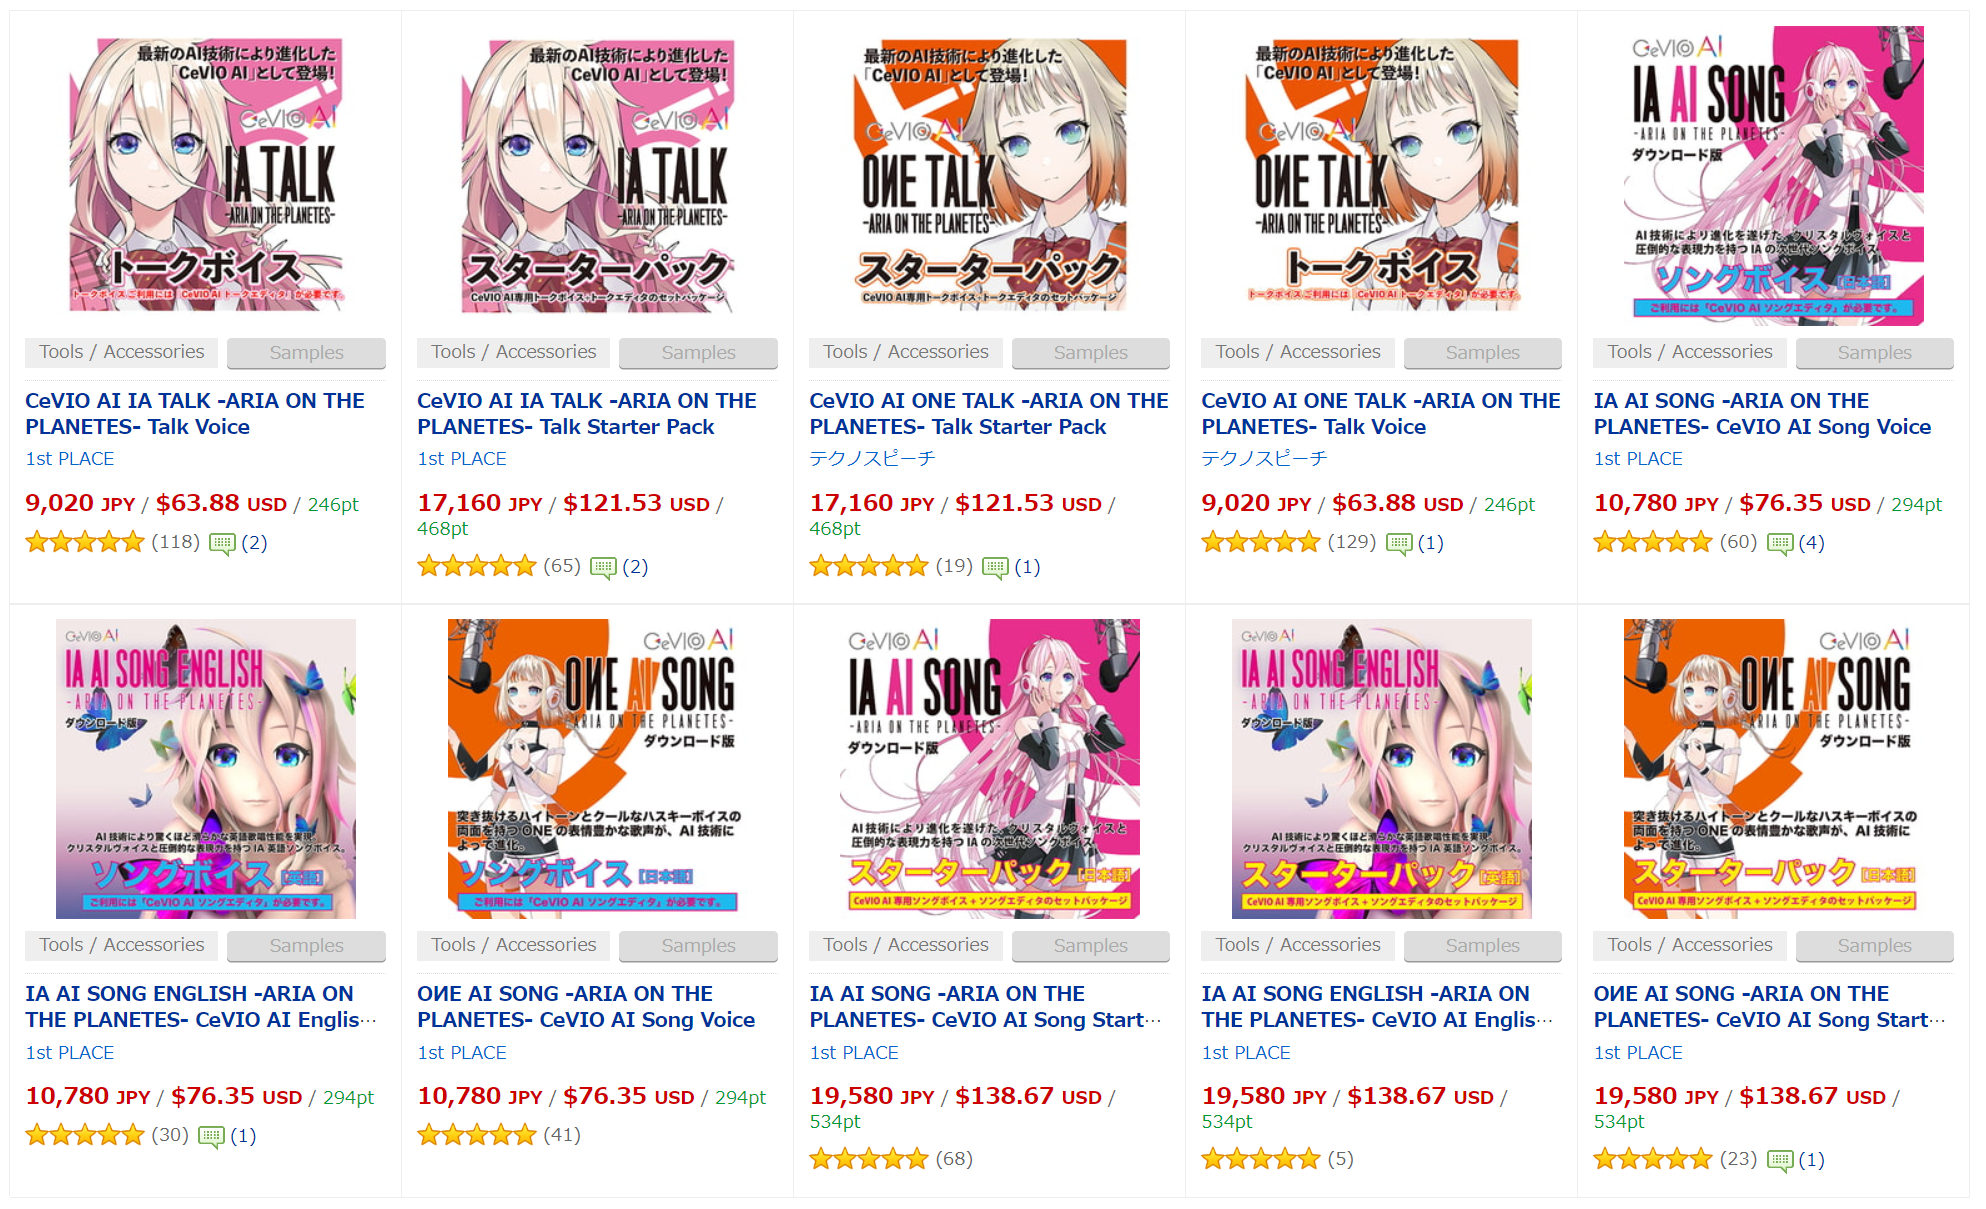 最新のAI技術により進化した
「CeVIO AI」として登場!
CeVIO AI
IA TALK
-ARIA ON THE PLANETES-
トークボイス
トークボイスご利用には「CeVIO AI トークエディタ」が必要です。
Tools / Accessories
Samples
CeVIO AI IA TALK -ARIA ON THE
PLANETES- Talk Voice
1st PLACE
9,020 JPY / $63.88 USD / 246pt
(118) (2)
最新のAI技術により進化した
「CeVIO AI」として登場!
CeVIO AI
IA TALK
-ARIA ON THE PLANETES-
スターターパック
CeVIO AI専用トークボイス・トークエディタのセットパッケージ
Tools / Accessories
Samples
CeVIO AI IA TALK -ARIA ON THE
PLANETES- Talk Starter Pack
1st PLACE
17,160 JPY / $121.53 USD /
468pt
(65) (2)
最新のAI技術により進化した
「CeVIO AI」として登場!
CeVIO AI
OИE TALK
-ARIA ON THE PLANETES-
スターターパック
CeVIO AI専用トークボイス・トークエディタのセットパッケージ
Tools / Accessories
Samples
CeVIO AI ONE TALK -ARIA ON THE
PLANETES- Talk Starter Pack
テクノスピーチ
17,160 JPY / $121.53 USD /
468pt
(19) (1)
最新のAI技術により進化した
「CeVIO AI」として登場!
CeVIO AI
OИE TALK
-ARIA ON THE PLANETES-
トークボイス
トークボイスご利用には「CeVIO AI トークエディタ」が必要です。
Tools / Accessories
Samples
CeVIO AI ONE TALK -ARIA ON THE
PLANETES- Talk Voice
テクノスピーチ
9,020 JPY / $63.88 USD / 246pt
(129) (1)
CeVIO AI
IA AI SONG
-ARIA ON THE PLANETES-
ダウンロード版
AI技術により進化を遂げた、クリスタルヴォイスと
圧倒的な表現力を持つIAの次世代ソングボイス。
ソングボイス [日本語]
ご利用には「CeVIO AI ソングエディタ」が必要です。
Tools / Accessories
Samples
IA AI SONG -ARIA ON THE
PLANETES- CeVIO AI Song Voice
1st PLACE
10,780 JPY / $76.35 USD / 294pt
(60) (4)
CeVIO AI
IA AI SONG ENGLISH
-ARIA ON THE PLANETES-
ダウンロード版
AI技術により驚くほど滑らかな英語歌唱性能を実現。
クリスタルヴォイスと圧倒的な表現力を持つIA英語ソングボイス。
ソングボイス [英語]
ご利用には「CeVIO AI ソングエディタ」が必要です。
Tools / Accessories
Samples
IA AI SONG ENGLISH -ARIA ON
THE PLANETES- CeVIO AI Englis…
1st PLACE
10,780 JPY / $76.35 USD / 294pt
(30) (1)
CeVIO AI
OИE AI SONG
-ARIA ON THE PLANETES-
ダウンロード版
突き抜けるハイトーンとクールなハスキーボイスの
両面を持つONEの表情豊かな歌声が、AI技術に
よって進化。
ソングボイス [日本語]
ご利用には「CeVIO AI ソングエディタ」が必要です。
Tools / Accessories
Samples
OИE AI SONG -ARIA ON THE
PLANETES- CeVIO AI Song Voice
1st PLACE
10,780 JPY / $76.35 USD / 294pt
(41)
CeVIO AI
IA AI SONG
-ARIA ON THE PLANETES-
ダウンロード版
AI技術により進化を遂げた、クリスタルヴォイスと
圧倒的な表現力を持つIAの次世代ソングボイス。
スターターパック [日本語]
CeVIO AI 専用ソングボイス + ソングエディタのセットパッケージ
Tools / Accessories
Samples
IA AI SONG -ARIA ON THE
PLANETES- CeVIO AI Song Start…
1st PLACE
19,580 JPY / $138.67 USD /
534pt
(68)
CeVIO AI
IA AI SONG ENGLISH
-ARIA ON THE PLANETES-
ダウンロード版
AI技術により驚くほど滑らかな英語歌唱性能を実現。
クリスタルヴォイスと圧倒的な表現力を持つIA英語ソングボイス。
スターターパック [英語]
CeVIO AI 専用ソングボイス + ソングエディタのセットパッケージ
Tools / Accessories
Samples
IA AI SONG ENGLISH -ARIA ON
THE PLANETES- CeVIO AI Englis…
1st PLACE
19,580 JPY / $138.67 USD /
534pt
(5)
CeVIO AI
OИE AI SONG
-ARIA ON THE PLANETES-
ダウンロード版
突き抜けるハイトーンとクールなハスキーボイスの
両面を持つONEの表情豊かな歌声が、AI技術に
よって進化。
スターターパック [日本語]
CeVIO AI 専用ソングボイス + ソングエディタのセットパッケージ
Tools / Accessories
Samples
OИE AI SONG -ARIA ON THE
PLANETES- CeVIO AI Song Start…
1st PLACE
19,580 JPY / $138.67 USD /
534pt
(23) (1)